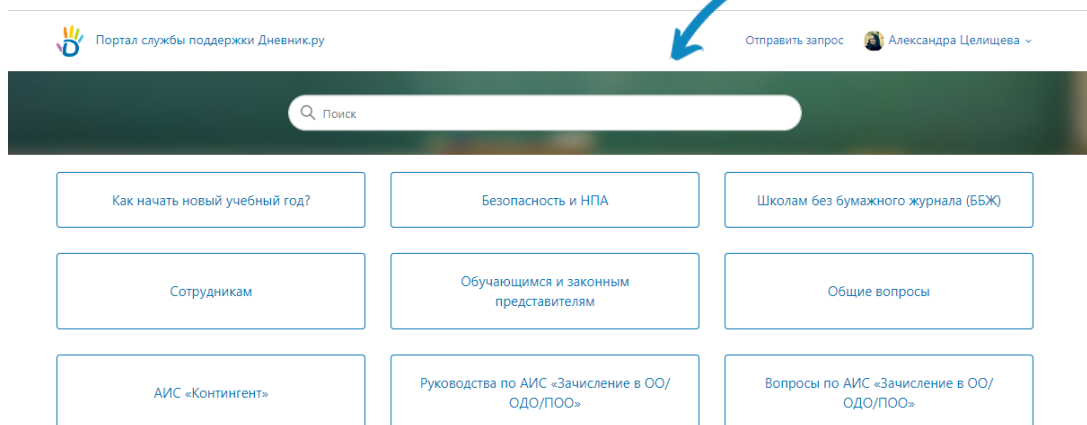 Портал службы поддержки Дневник.ру
Отправить запрос
Александра Целищева
Поиск
Как начать новый учебный год?
Безопасность и НПА
Школам без бумажного журнала (ББЖ)
Сотрудникам
Обучающимся и законным
представителям
Общие вопросы
АИС «Контингент»
Руководства по АИС «Зачисление в ОО/
ОДО/ПОО»
Вопросы по АИС «Зачисление в ОО/
ОДО/ПОО»